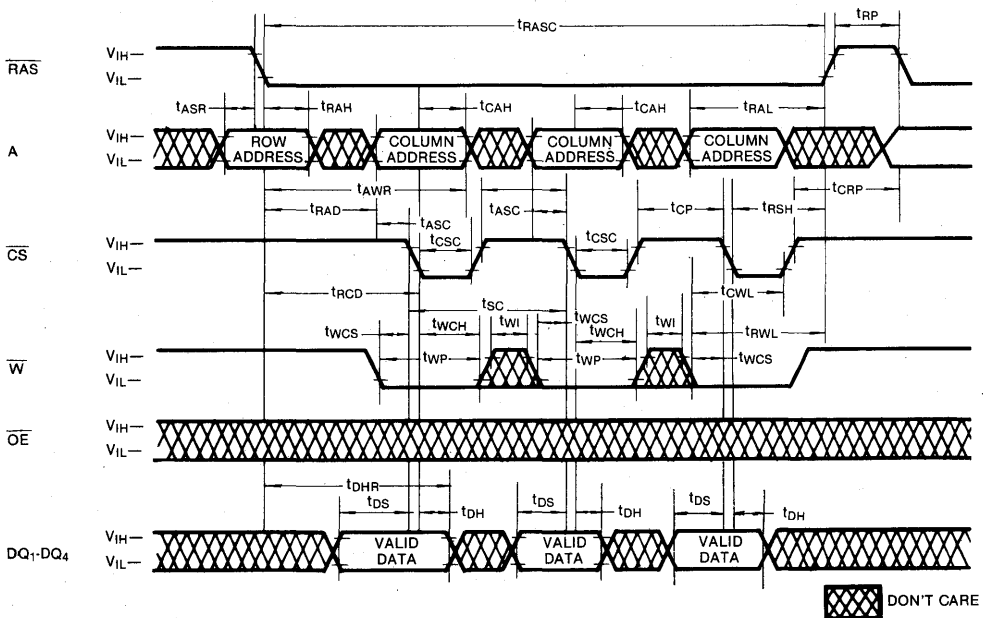 tRASC
tRP
RAS
VIH—
VIL—
tASR
tRAH
tCAH
tCAH
tRAL
A
VIH—
VIL—
ROW ADDRESS
COLUMN ADDRESS
COLUMN ADDRESS
COLUMN ADDRESS
tAWR
tCRP
tRAD
tASC
tASC
tCP
tRSH
CS
VIH—
VIL—
tCSC
tCSC
tRCD
tSC
tCWL
tWCS
tWCH
tWI
tWCS
tWCH
tWI
tRWL
W
VIH—
VIL—
tWP
tWP
tWCS
OE
VIH—
VIL—
tDHR
tDS
tDH
tDS
tDH
tDS
tDH
DQ1-DQ4
VIH—
VIL—
VALID DATA
VALID DATA
VALID DATA
DON'T CARE